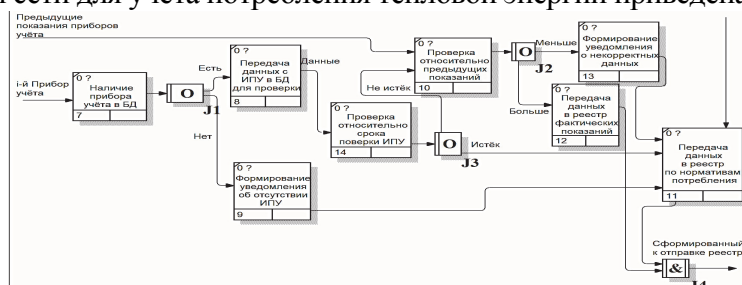 сети для учёта потребления тепловой энергии приведена
Предыдущие
показания приборов
учёта
i-й Прибор
учёта
0 ?
Наличие
прибора
учёта в БД
7
O
J1
Есть
Нет
0 ?
Передача
данных с
ИПУ в БД
для проверки
8
Данные
0 ?
Формирование
уведомления
об отсутствии
ИПУ
9
0 ?
Проверка
относительно
срока
поверки ИПУ
14
Не истёк
0 ?
Проверка
относительно
предыдущих
показаний
10
O
J3
Истёк
O
J2
Меньше
Больше
0 ?
Формирование
уведомления
о некорректных
данных
13
0 ?
Передача
данных
в реестр
фактических
показаний
12
0 ?
Передача
данных
в реестр
по нормативам
потребления
11
Сформированный
к отправке реестр
&
J4